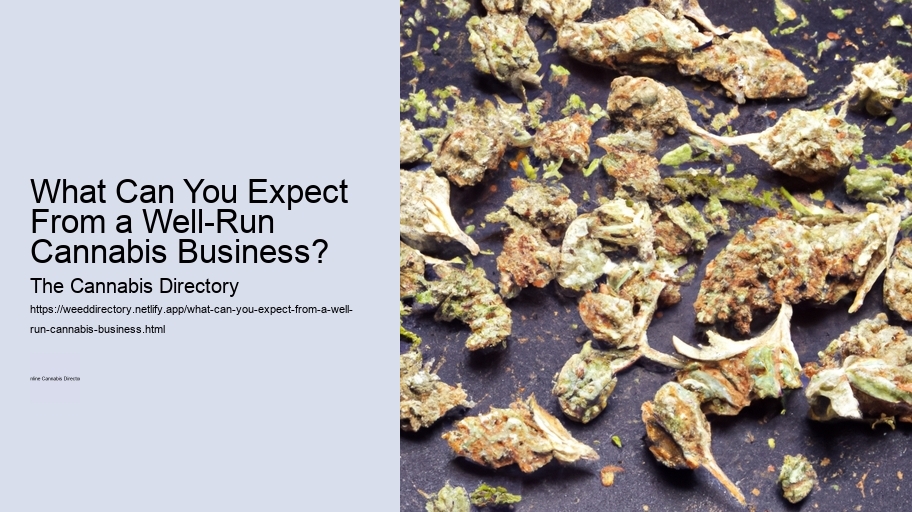 What Can You Expect
From a Well-Run
Cannabis Business?
The Cannabis Directory
https://weeddirectory.netlify.app/what-can-you-expect-from-a-well-
run-cannabis-business.html
nline Cannabis Directo